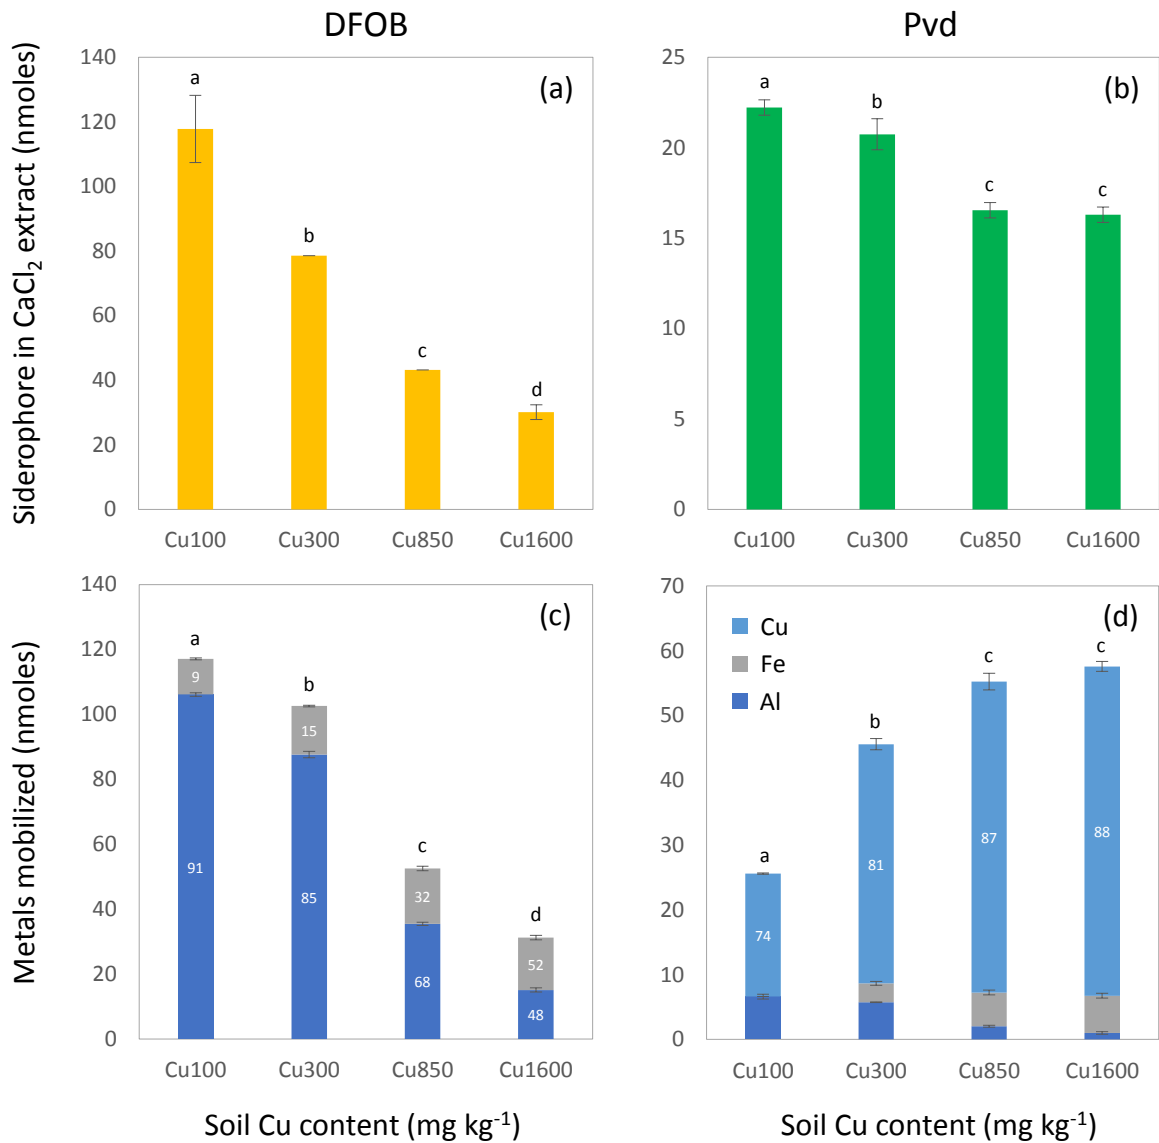 DFOB
Pvd
Siderophore in CaCl₂ extract (nmoles)
140
120
100
80
60
40
20
0
(a)
a
b
c
d
Cu100 Cu300 Cu850 Cu1600
25
20
15
10
5
0
(b)
a
b
c
c
Cu100 Cu300 Cu850 Cu1600
Metals mobilized (nmoles)
140
120
100
80
60
40
20
0
(c)
a
b
c
d
9
15
32
52
91
85
68
48
Cu100 Cu300 Cu850 Cu1600
Soil Cu content (mg kg⁻¹)
70
60
50
40
30
20
10
0
(d)
Cu
Fe
Al
a
b
c
c
74
81
87
88
Cu100 Cu300 Cu850 Cu1600
Soil Cu content (mg kg⁻¹)